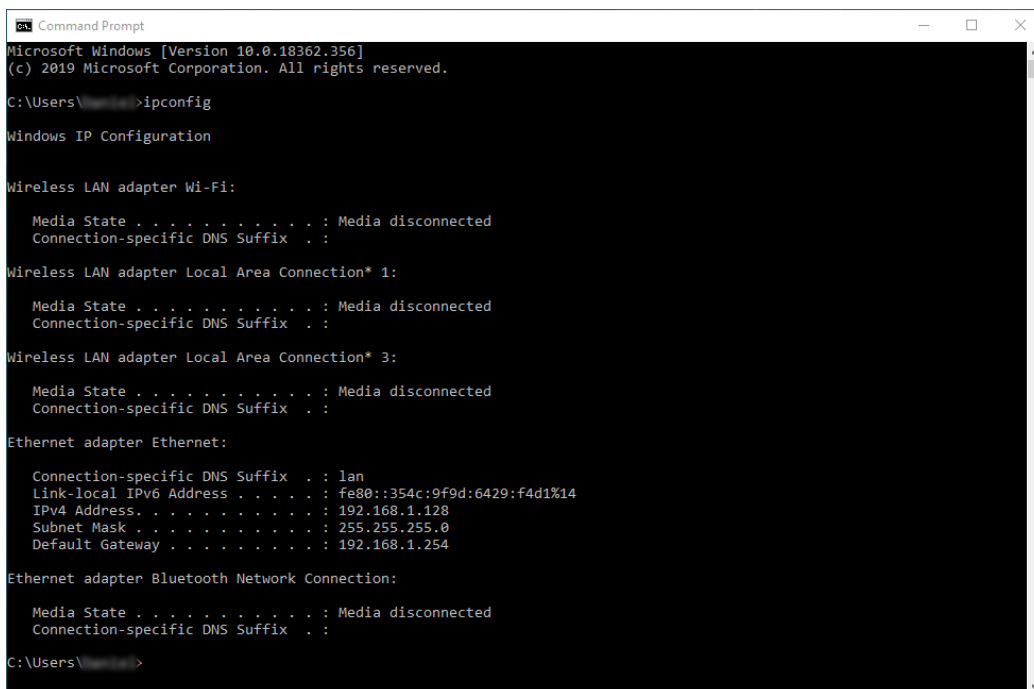 Command Prompt
Microsoft Windows [Version 10.0.18362.356]
(c) 2019 Microsoft Corporation. All rights reserved.
C:\Users\ >ipconfig
Windows IP Configuration
Wireless LAN adapter Wi-Fi:
Media State . . . . . . . . . . . : Media disconnected
Connection-specific DNS Suffix  . :
Wireless LAN adapter Local Area Connection* 1:
Media State . . . . . . . . . . . : Media disconnected
Connection-specific DNS Suffix  . :
Wireless LAN adapter Local Area Connection* 3:
Media State . . . . . . . . . . . : Media disconnected
Connection-specific DNS Suffix  . :
Ethernet adapter Ethernet:
Connection-specific DNS Suffix  . : lan
Link-local IPv6 Address . . . . . : fe80::354c:9f9d:6429:f4d1%14
IPv4 Address. . . . . . . . . . . : 192.168.1.128
Subnet Mask . . . . . . . . . . . : 255.255.255.0
Default Gateway . . . . . . . . . : 192.168.1.254
Ethernet adapter Bluetooth Network Connection:
Media State . . . . . . . . . . . : Media disconnected
Connection-specific DNS Suffix  . :
C:\Users\ >